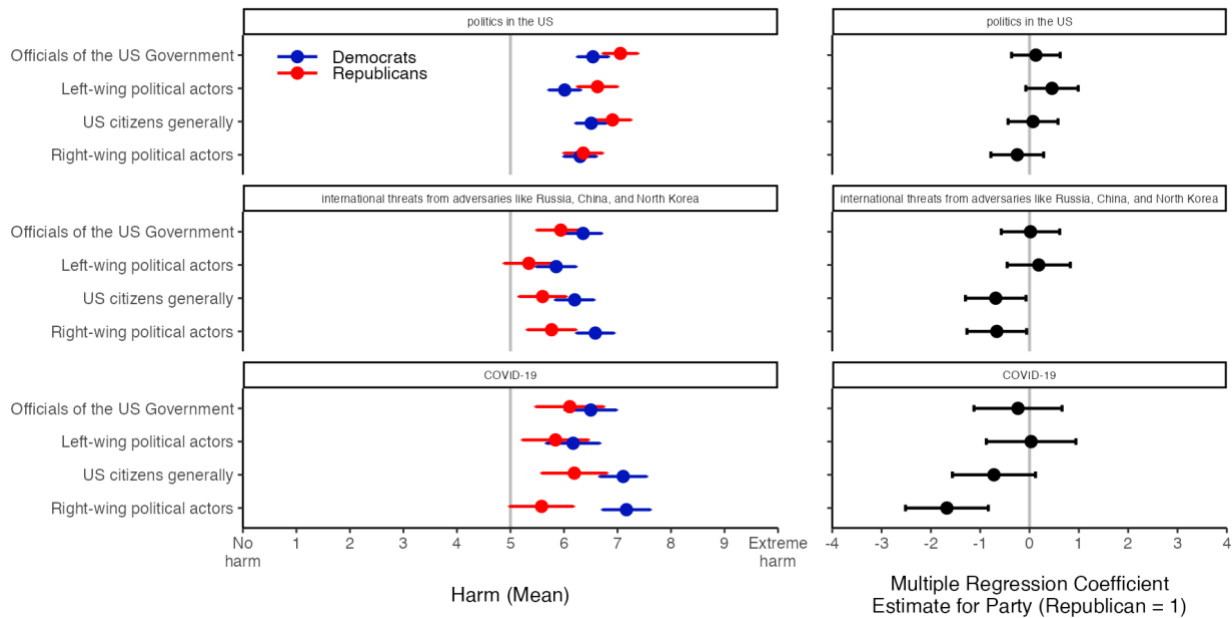 politics in the US
politics in the US
Officials of the US Government
Democrats
Republicans
Left-wing political actors
US citizens generally
Right-wing political actors
international threats from adversaries like Russia, China, and North Korea
international threats from adversaries like Russia, China, and North Korea
Officials of the US Government
Left-wing political actors
US citizens generally
Right-wing political actors
COVID-19
COVID-19
Officials of the US Government
Left-wing political actors
US citizens generally
Right-wing political actors
No harm
1 2 3 4 5 6 7 8 9
Extreme harm
-4 -3 -2 -1 0 1 2 3 4
Harm (Mean)
Multiple Regression Coefficient
Estimate for Party (Republican = 1)